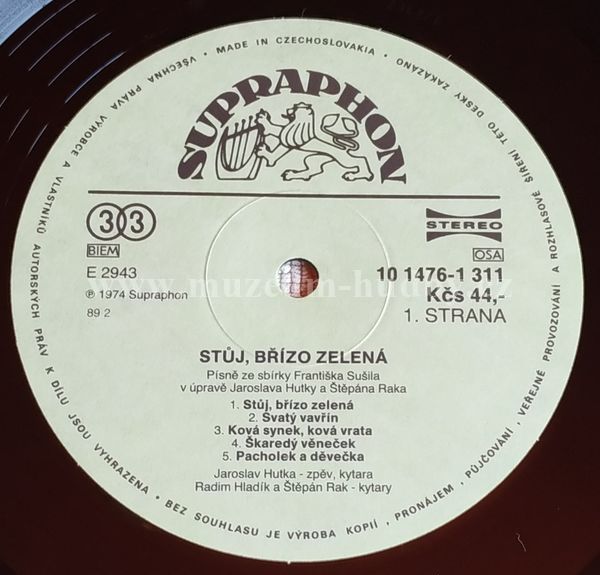 • MADE IN CZECHOSLOVAKIA • VŠECHNA PRÁVA VÝROBCE A VLASTNÍKŮ AUTORSKÝCH PRÁV K DÍLU JSOU VYHRAZENA • BEZ SOUHLASU JE VÝROBA KOPIÍ, PRONÁJEM, PŮJČOVÁNÍ, VEŘEJNÉ PROVOZOVÁNÍ A ROZHLASOVÉ ŠÍŘENÍ TÉTO DESKY ZAKÁZÁNO
SUPRAPHON
33
STEREO
BIEM
OSA
E 2943
10 1476-1 311
www.muzeum-hudby.cz
℗ 1974 Supraphon
Kčs 44,-
89 2
1. STRANA
STŮJ, BŘÍZO ZELENÁ
Písně ze sbírky Františka Sušila
v úpravě Jaroslava Hutky a Štěpána Raka
1. Stůj, břízo zelená
2. Svatý vavřín
3. Ková synek, ková vrata
4. Škaredý věneček
5. Pacholek a děvečka
Jaroslav Hutka - zpěv, kytara
Radim Hladík a Štěpán Rak - kytary